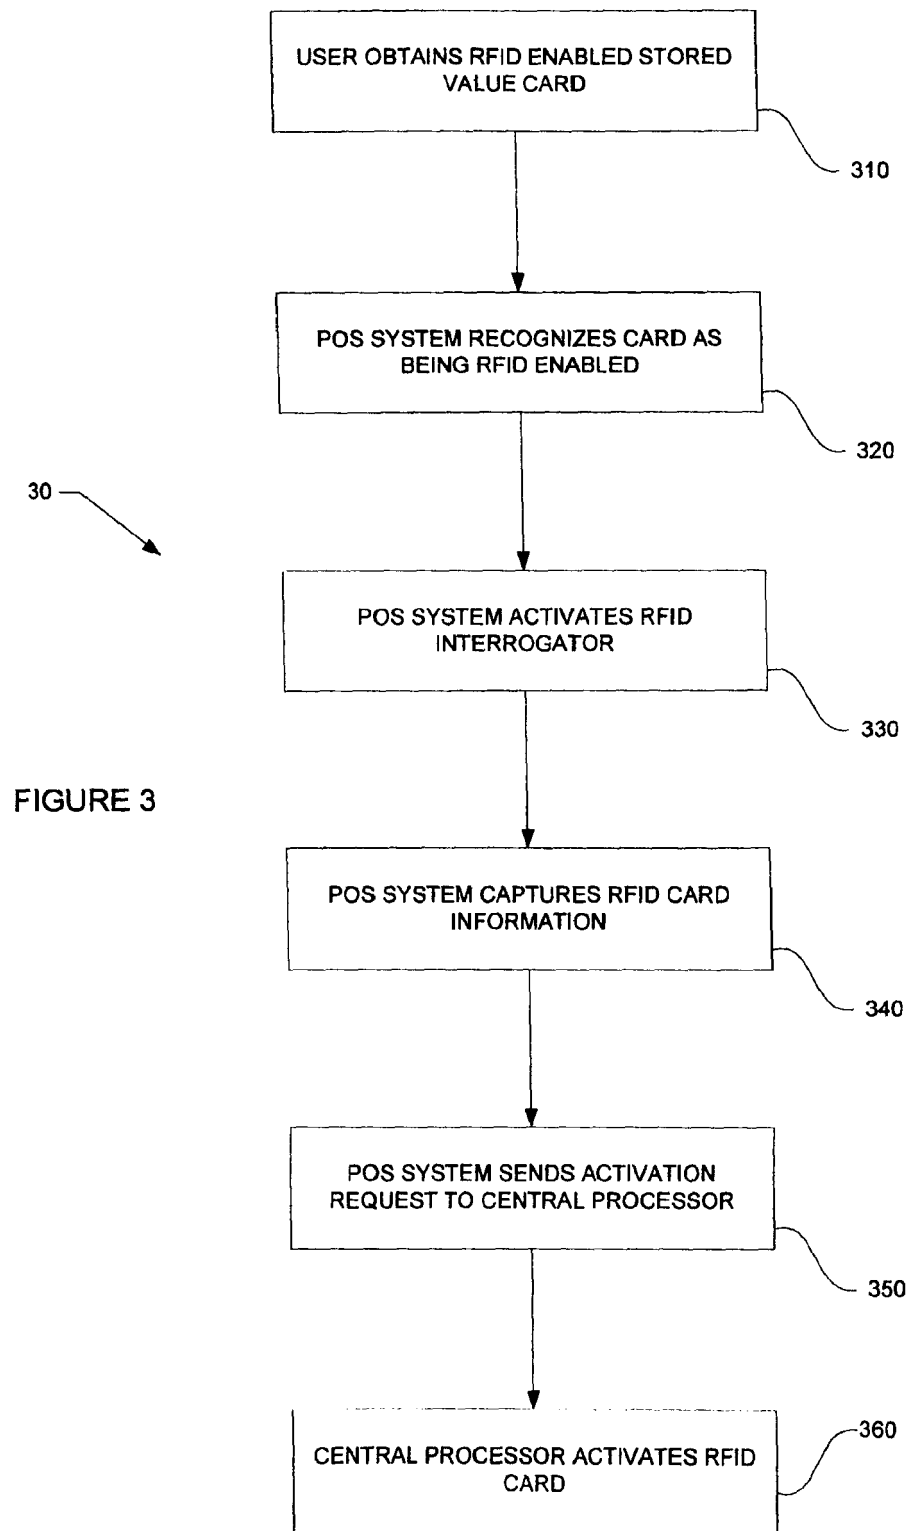 USER OBTAINS RFID ENABLED STORED
VALUE CARD
310
POS SYSTEM RECOGNIZES CARD AS
BEING RFID ENABLED
320
30
POS SYSTEM ACTIVATES RFID
INTERROGATOR
330
FIGURE 3
POS SYSTEM CAPTURES RFID CARD
INFORMATION
340
POS SYSTEM SENDS ACTIVATION
REQUEST TO CENTRAL PROCESSOR
350
360
CENTRAL PROCESSOR ACTIVATES RFID
CARD